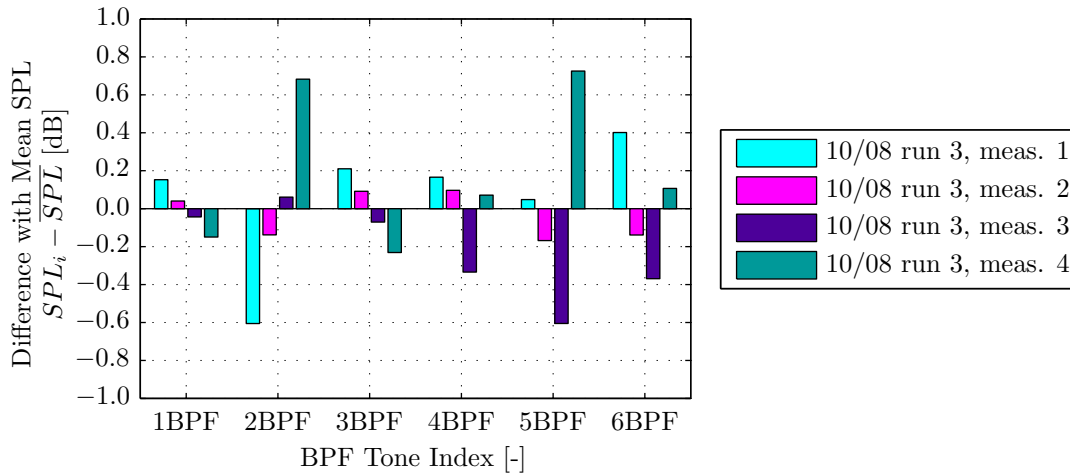 Difference with Mean SPL
$SPL_i - \overline{SPL}$ [dB]
1.0
0.8
0.6
0.4
0.2
0.0
−0.2
−0.4
−0.6
−0.8
−1.0
1BPF 2BPF 3BPF 4BPF 5BPF 6BPF
BPF Tone Index [-]
10/08 run 3, meas. 1
10/08 run 3, meas. 2
10/08 run 3, meas. 3
10/08 run 3, meas. 4